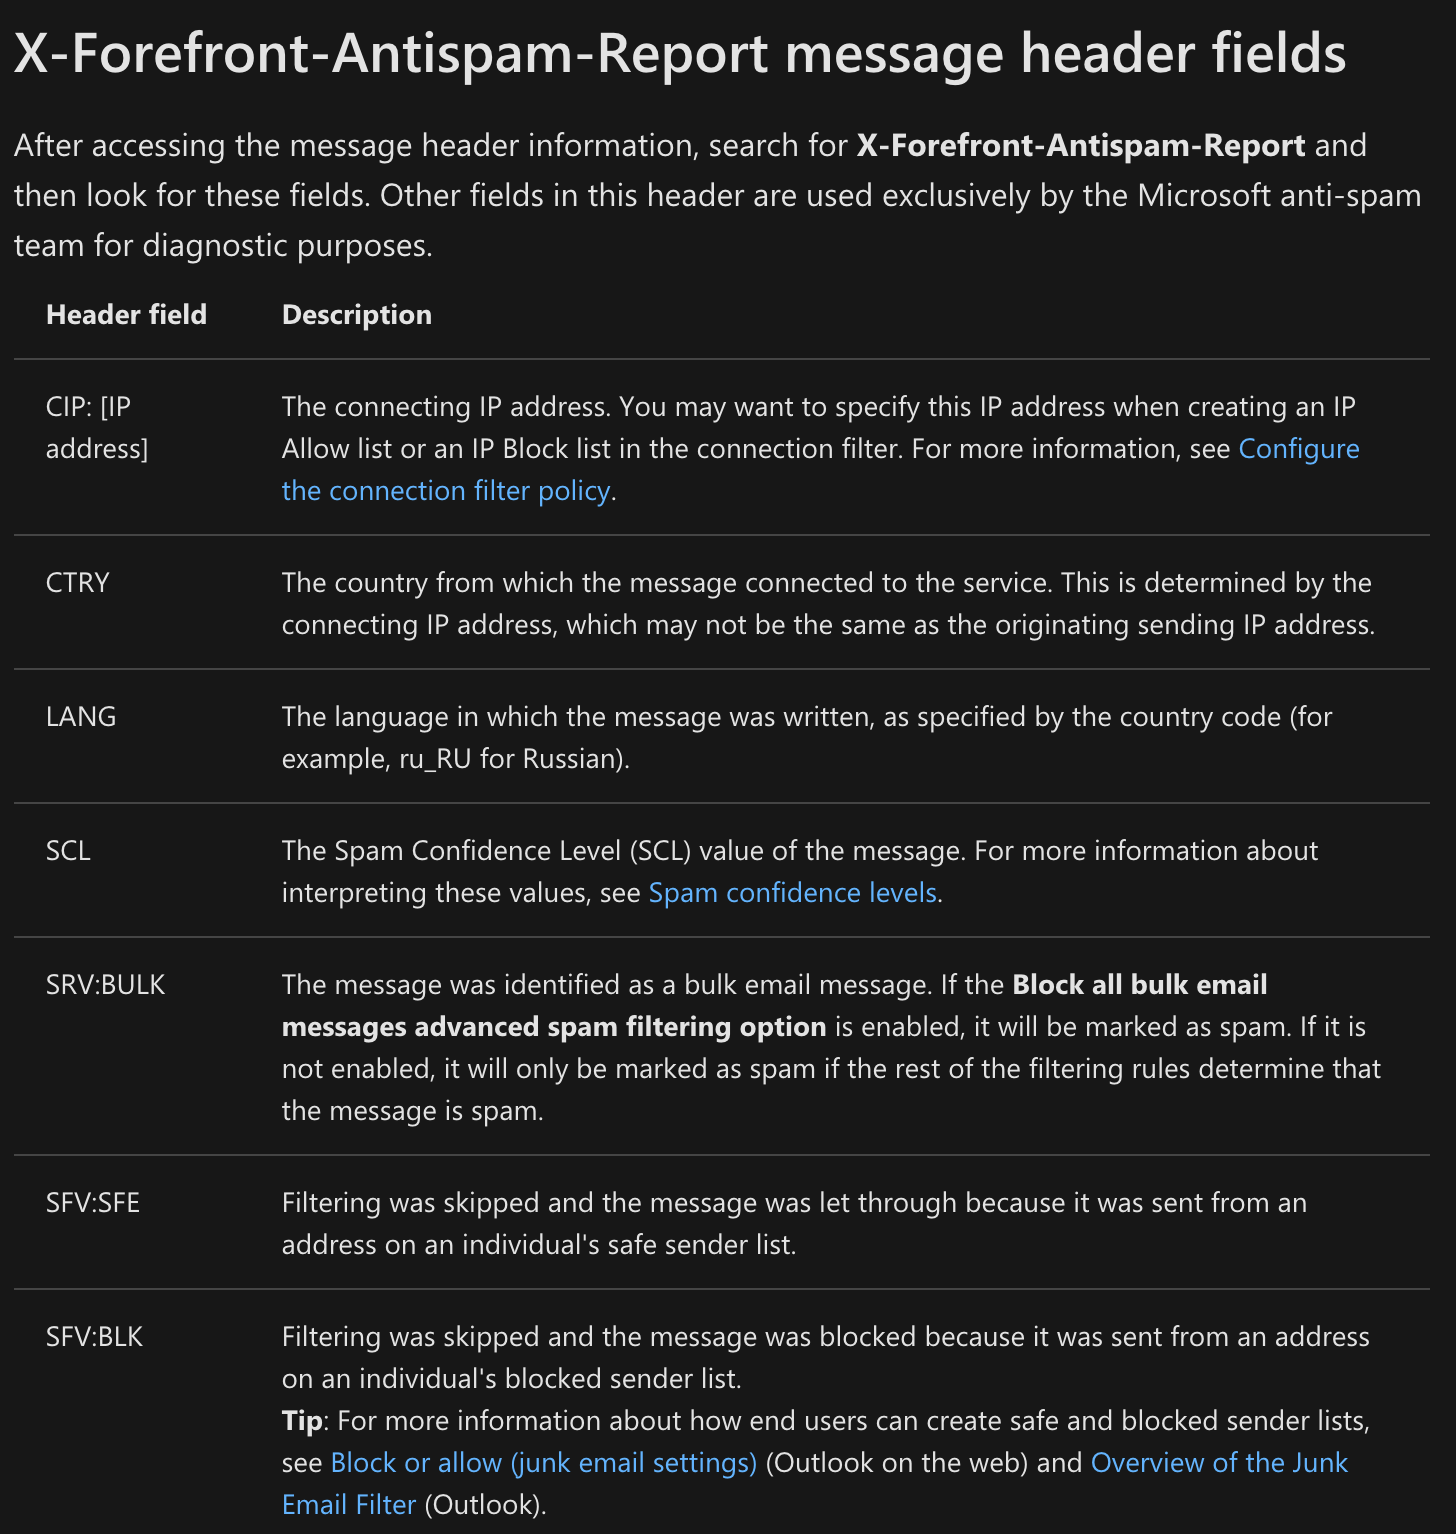 X-Forefront-Antispam-Report message header fields
After accessing the message header information, search for X-Forefront-Antispam-Report and
then look for these fields. Other fields in this header are used exclusively by the Microsoft anti-spam
team for diagnostic purposes.
Header field Description
CIP: [IP
address]
The connecting IP address. You may want to specify this IP address when creating an IP
Allow list or an IP Block list in the connection filter. For more information, see Configure
the connection filter policy.
CTRY
The country from which the message connected to the service. This is determined by the
connecting IP address, which may not be the same as the originating sending IP address.
LANG
The language in which the message was written, as specified by the country code (for
example, ru_RU for Russian).
SCL
The Spam Confidence Level (SCL) value of the message. For more information about
interpreting these values, see Spam confidence levels.
SRV:BULK
The message was identified as a bulk email message. If the Block all bulk email
messages advanced spam filtering option is enabled, it will be marked as spam. If it is
not enabled, it will only be marked as spam if the rest of the filtering rules determine that
the message is spam.
SFV:SFE
Filtering was skipped and the message was let through because it was sent from an
address on an individual's safe sender list.
SFV:BLK
Filtering was skipped and the message was blocked because it was sent from an address
on an individual's blocked sender list.
Tip: For more information about how end users can create safe and blocked sender lists,
see Block or allow (junk email settings) (Outlook on the web) and Overview of the Junk
Email Filter (Outlook).